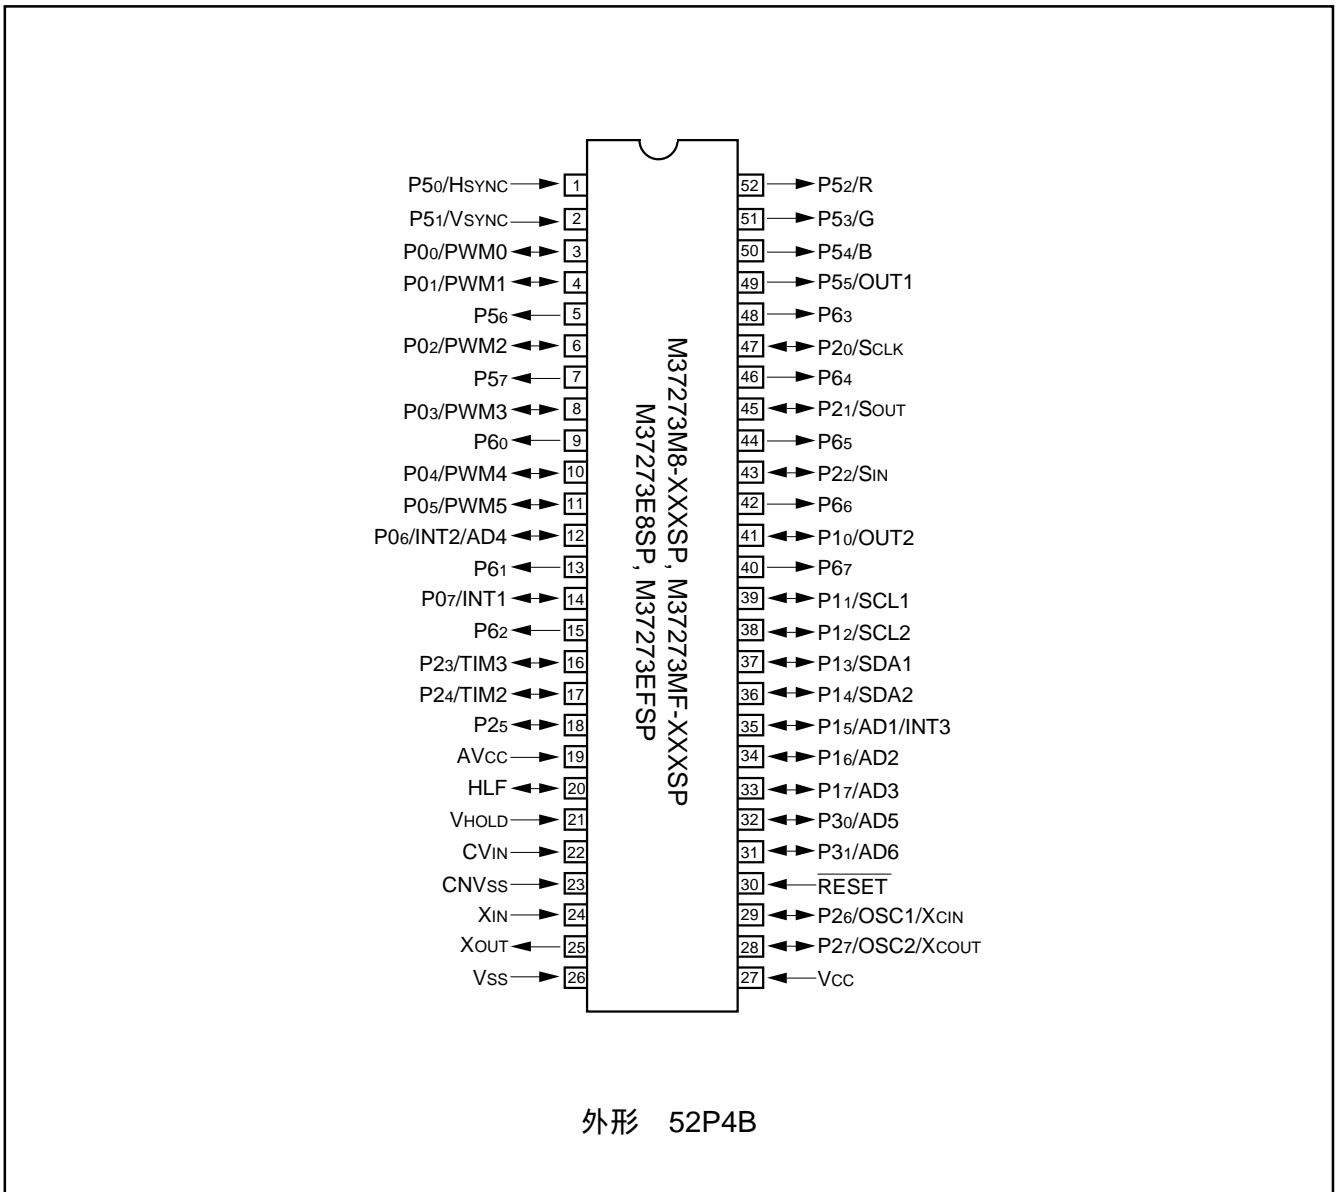 P50/HSYNC 1
P51/VSYNC 2
P00/PWM0 3
P01/PWM1 4
P56 5
P02/PWM2 6
P57 7
P03/PWM3 8
P60 9
P04/PWM4 10
P05/PWM5 11
P06/INT2/AD4 12
P61 13
P07/INT1 14
P62 15
P23/TIM3 16
P24/TIM2 17
P25 18
AVCC 19
HLF 20
VHOLD 21
CVIN 22
CNVSS 23
XIN 24
XOUT 25
VSS 26
M37273M8-XXXSP, M37273MF-XXXSP
M37273E8SP, M37273EFSP
52 P52/R
51 P53/G
50 P54/B
49 P55/OUT1
48 P63
47 P20/SCLK
46 P64
45 P21/SOUT
44 P65
43 P22/SIN
42 P66
41 P10/OUT2
40 P67
39 P11/SCL1
38 P12/SCL2
37 P13/SDA1
36 P14/SDA2
35 P15/AD1/INT3
34 P16/AD2
33 P17/AD3
32 P30/AD5
31 P31/AD6
30 RESET
29 P26/OSC1/XCIN
28 P27/OSC2/XCOUT
27 VCC
外形 52P4B